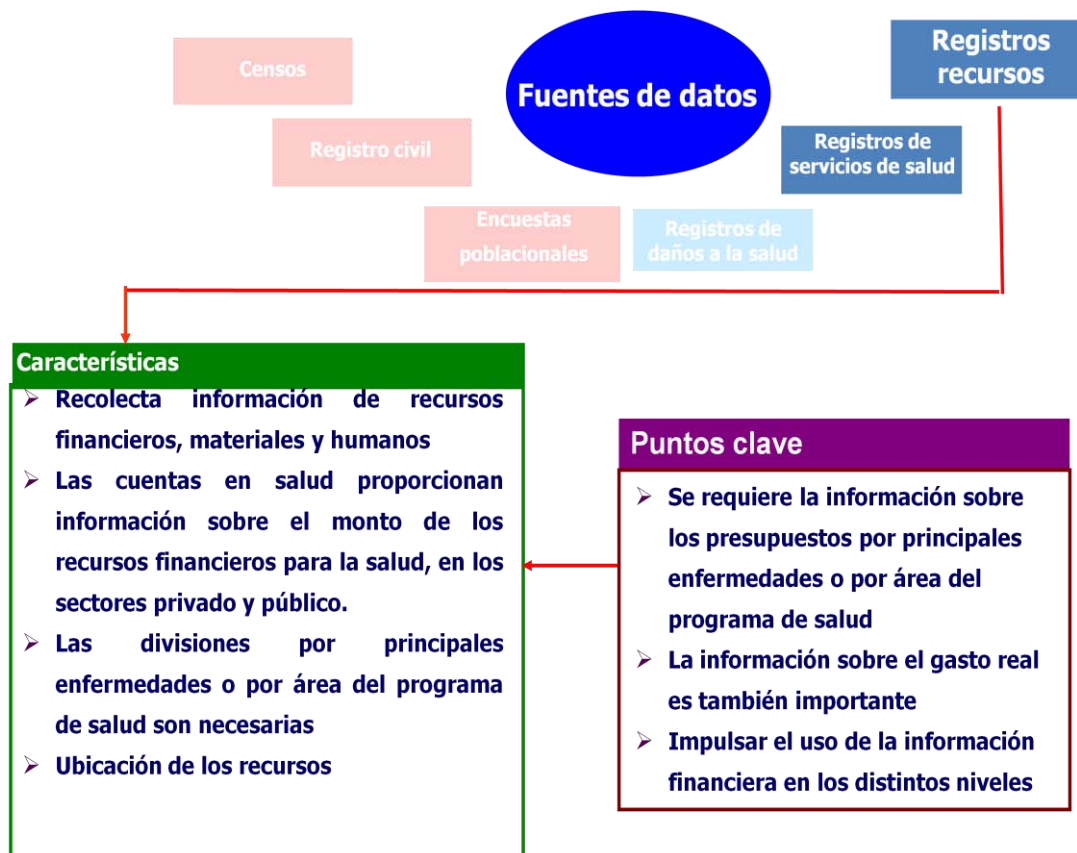 Registros
recursos
Censos
Fuentes de datos
Registro civil
Registros de
servicios de salud
Encuestas
poblacionales
Registros de
daños a la salud
Características
Recolecta información de recursos
financieros, materiales y humanos
Las cuentas en salud proporcionan
información sobre el monto de los
recursos financieros para la salud, en los
sectores privado y público.
Las divisiones por principales
enfermedades o por área del programa
de salud son necesarias
Ubicación de los recursos
Puntos clave
Se requiere la información sobre
los presupuestos por principales
enfermedades o por área del
programa de salud
La información sobre el gasto real
es también importante
Impulsar el uso de la información
financiera en los distintos niveles